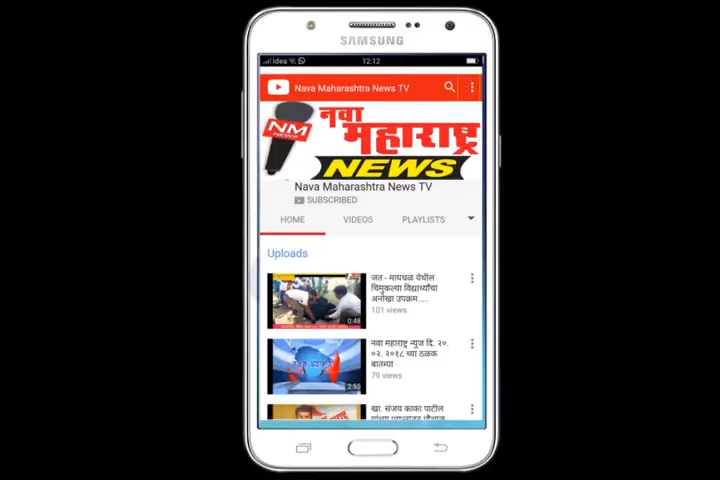 SAMSUNG
Idea
12:12
Nava Maharashtra News TV
NM
NEWS
नवा
महाराष्ट्र
NEWS
Nava Maharashtra News TV
SUBSCRIBED
HOME VIDEOS PLAYLISTS
Uploads
जत - मायथळ येथील
चिमुकल्या विद्यार्थ्यांचा
अनोखा उपक्रम.....
101 views
0:48
नवा महाराष्ट्र न्युज दि. २०.
०२. २०१८ च्या ठळक
बातम्या
79 views
2:55
खा. संजय काका पाटील